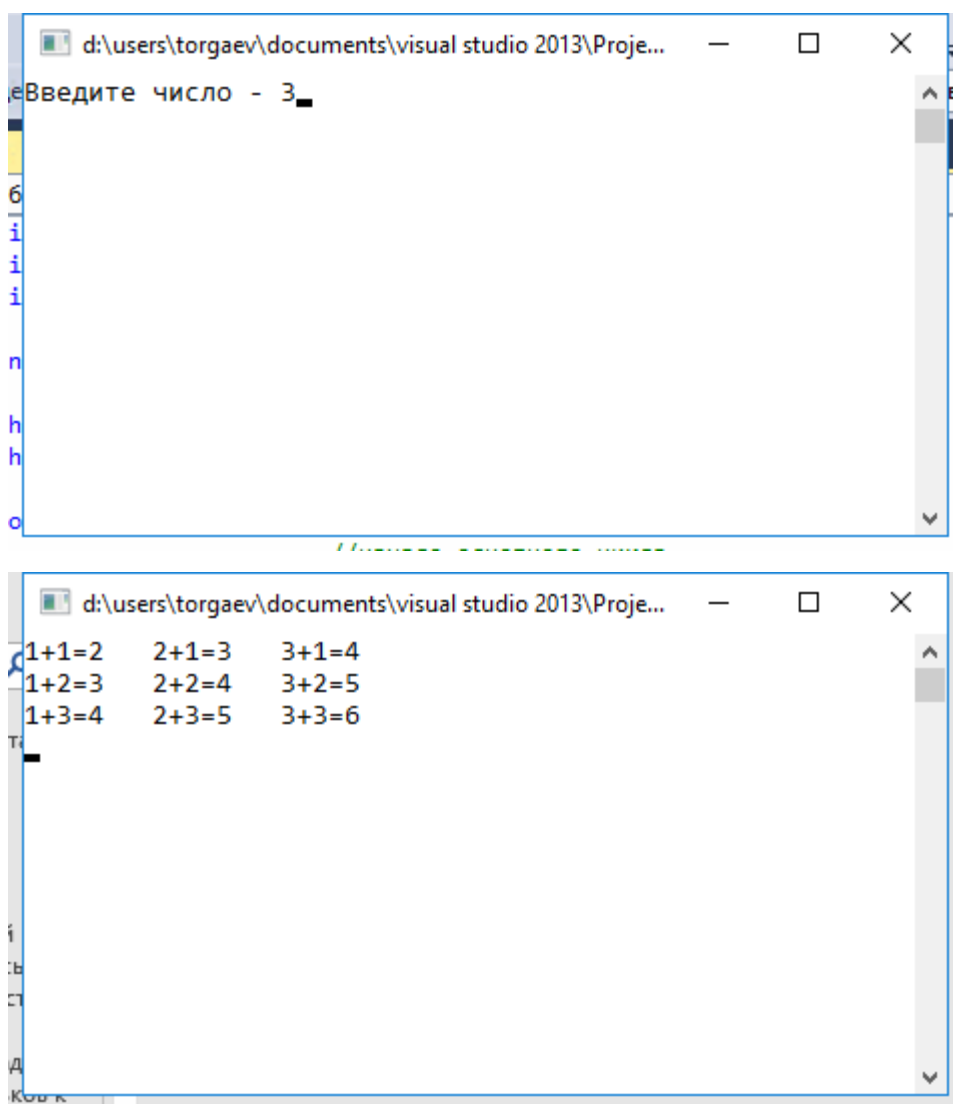 d:\users\torgaev\documents\visual studio 2013\Proje...
Введите число - 3
б
i
i
i
n
h
h
o
d:\users\torgaev\documents\visual studio 2013\Proje...
1+1=2 2+1=3 3+1=4
1+2=3 2+2=4 3+2=5
1+3=4 2+3=5 3+3=6